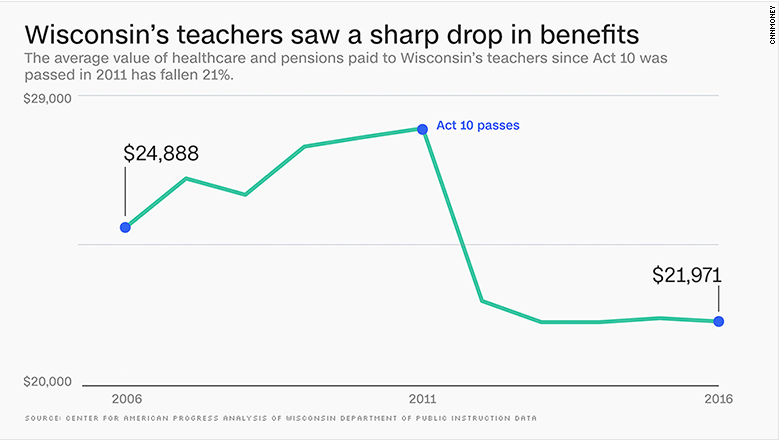 Wisconsin's teachers saw a sharp drop in benefits
The average value of healthcare and pensions paid to Wisconsin's teachers since Act 10 was
passed in 2011 has fallen 21%.
$29,000
Act 10 passes
$24,888
$21,971
$20,000
2006
2011
2016
SOURCE: CENTER FOR AMERICAN PROGRESS ANALYSIS OF WISCONSIN DEPARTMENT OF PUBLIC INSTRUCTION DATA
CNNMONEY